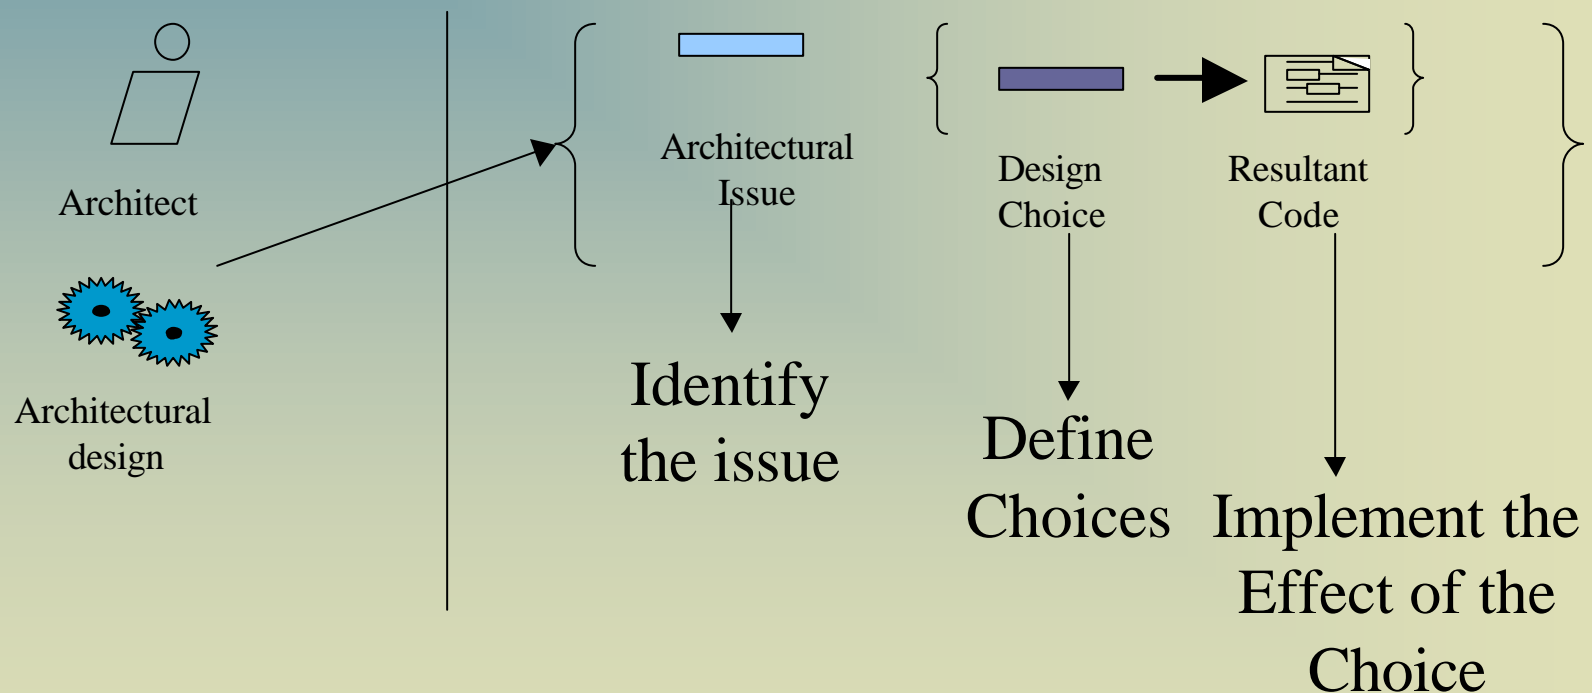 Architect
Architectural
design
Architectural
Issue
Design
Choice
Resultant
Code
Identify
the issue
Define
Choices
Implement the
Effect of the
Choice